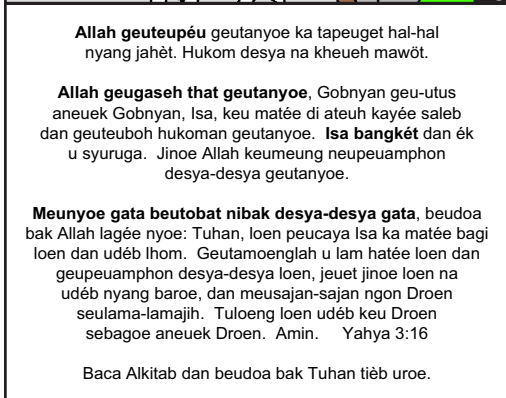 Allah geuteupéu geutanyoe ka tapeuget hal-hal
nyang jahèt. Hukom desya na kheueh mawöt.
Allah geugaseh that geutanyoe, Gobnyan geu-utus
aneuek Gobnyan, Isa, keu matée di ateuh kayée saleb
dan geuteuboh hukoman geutanyoe. Isa bangkét dan ék
u syuruga. Jinoe Allah keumeung neupeuamphon
desya-desya geutanyoe.
Meunyoe gata beutobat nibak desya-desya gata, beudoa
bak Allah lagée nyoe: Tuhan, loen peucaya Isa ka matée bagi
loen dan udéb lhom. Geutamoenglah u lam hatée loen dan
geupeuamphon desya-desya loen, jeuet jinoe loen na
udéb nyang baroe, dan meusajan-sajan ngon Droen
seulama-lamajih. Tuloeng loen udéb keu Droen
sebagoe aneuek Droen. Amin. Yahya 3:16
Baca Alkitab dan beudoa bak Tuhan tièb uroe.